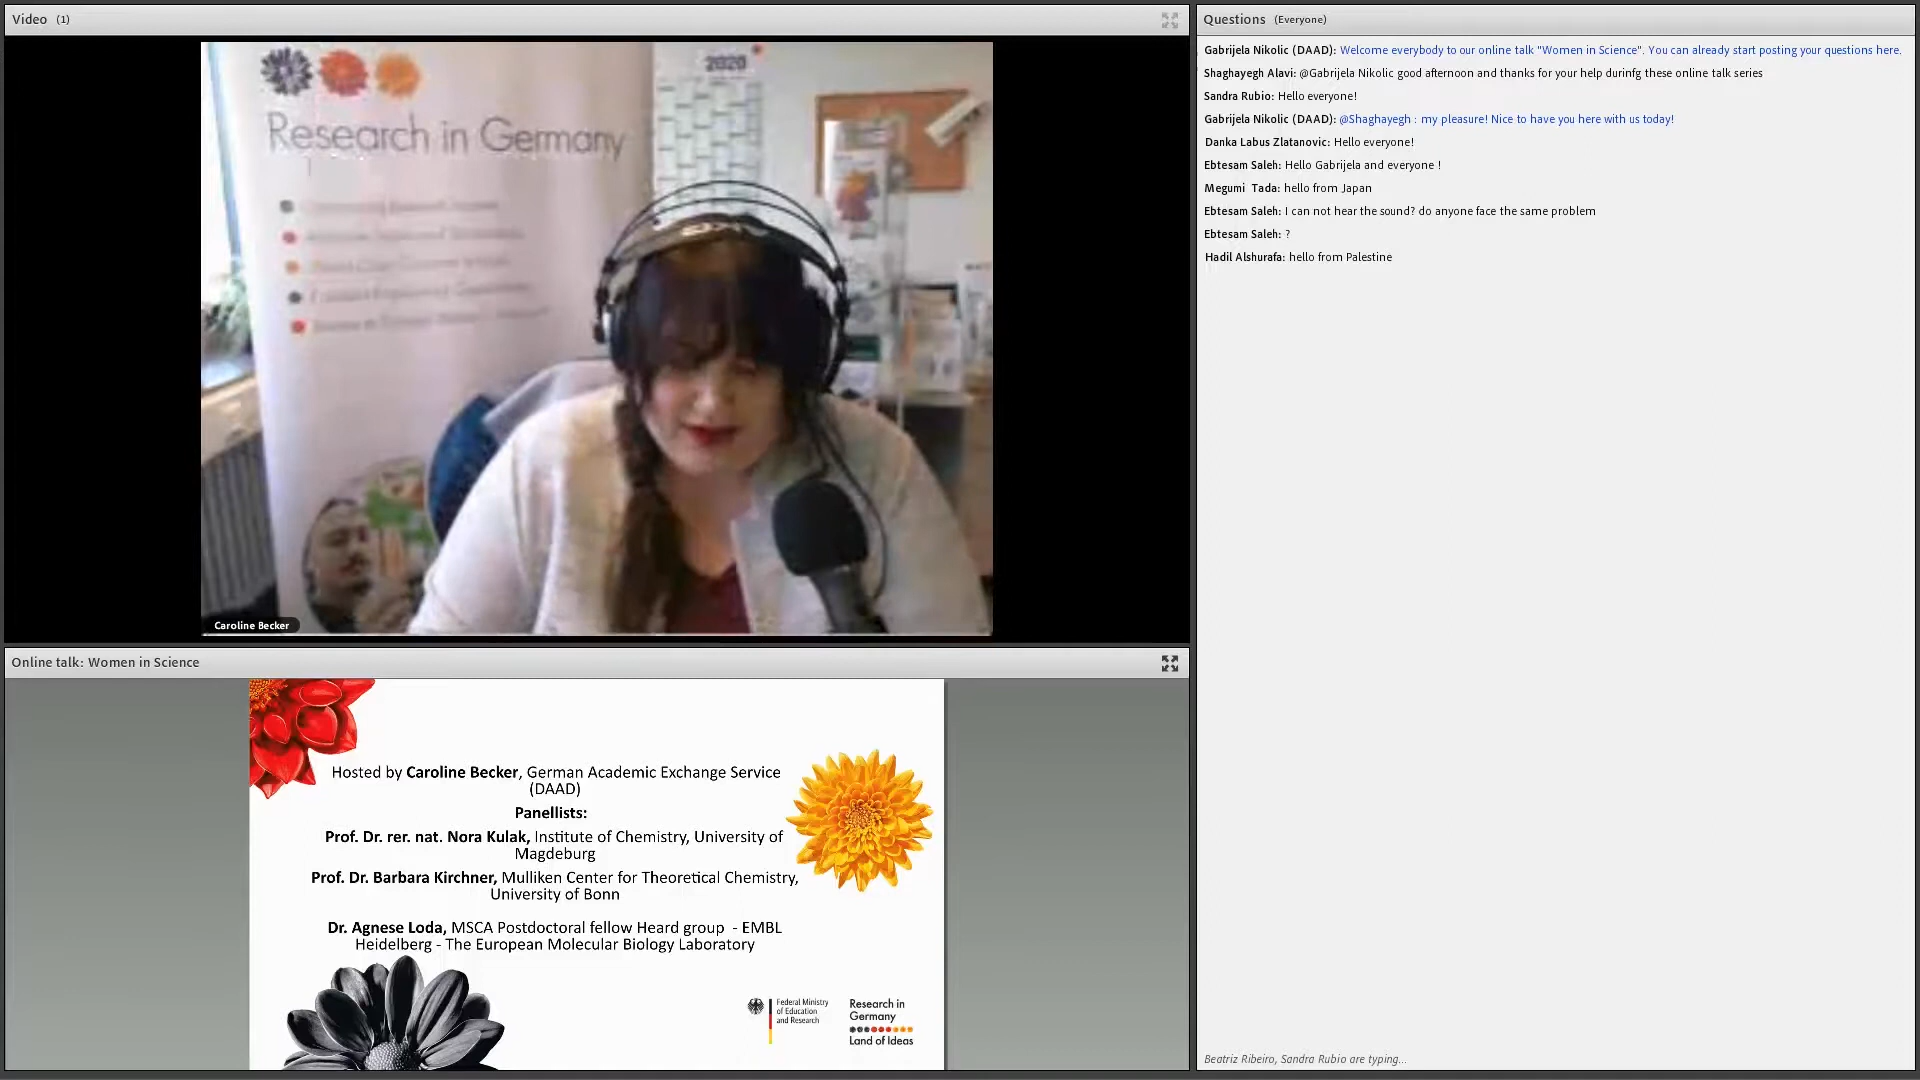 Video (1)
2020
Research in Germany
Caroline Becker
Online talk: Women in Science
Hosted by Caroline Becker, German Academic Exchange Service
(DAAD)
Panellists:
Prof. Dr. rer. nat. Nora Kulak, Institute of Chemistry, University of
Magdeburg
Prof. Dr. Barbara Kirchner, Mulliken Center for Theoretical Chemistry,
University of Bonn
Dr. Agnese Loda, MSCA Postdoctoral fellow Heard group - EMBL
Heidelberg - The European Molecular Biology Laboratory
Federal Ministry
of Education
and Research
Research in
Germany
Land of Ideas
Questions (Everyone)
Gabrijela Nikolic (DAAD): Welcome everybody to our online talk "Women in Science". You can already start posting your questions here.
Shaghayegh Alavi: @Gabrijela Nikolic good afternoon and thanks for your help durinfg these online talk series
Sandra Rubio: Hello everyone!
Gabrijela Nikolic (DAAD): @Shaghayegh : my pleasure! Nice to have you here with us today!
Danka Labus Zlatanovic: Hello everyone!
Ebtesam Saleh: Hello Gabrijela and everyone !
Megumi Tada: hello from Japan
Ebtesam Saleh: I can not hear the sound? do anyone face the same problem
Ebtesam Saleh: ?
Hadil Alshurafa: hello from Palestine
Beatriz Ribeiro, Sandra Rubio are typing...